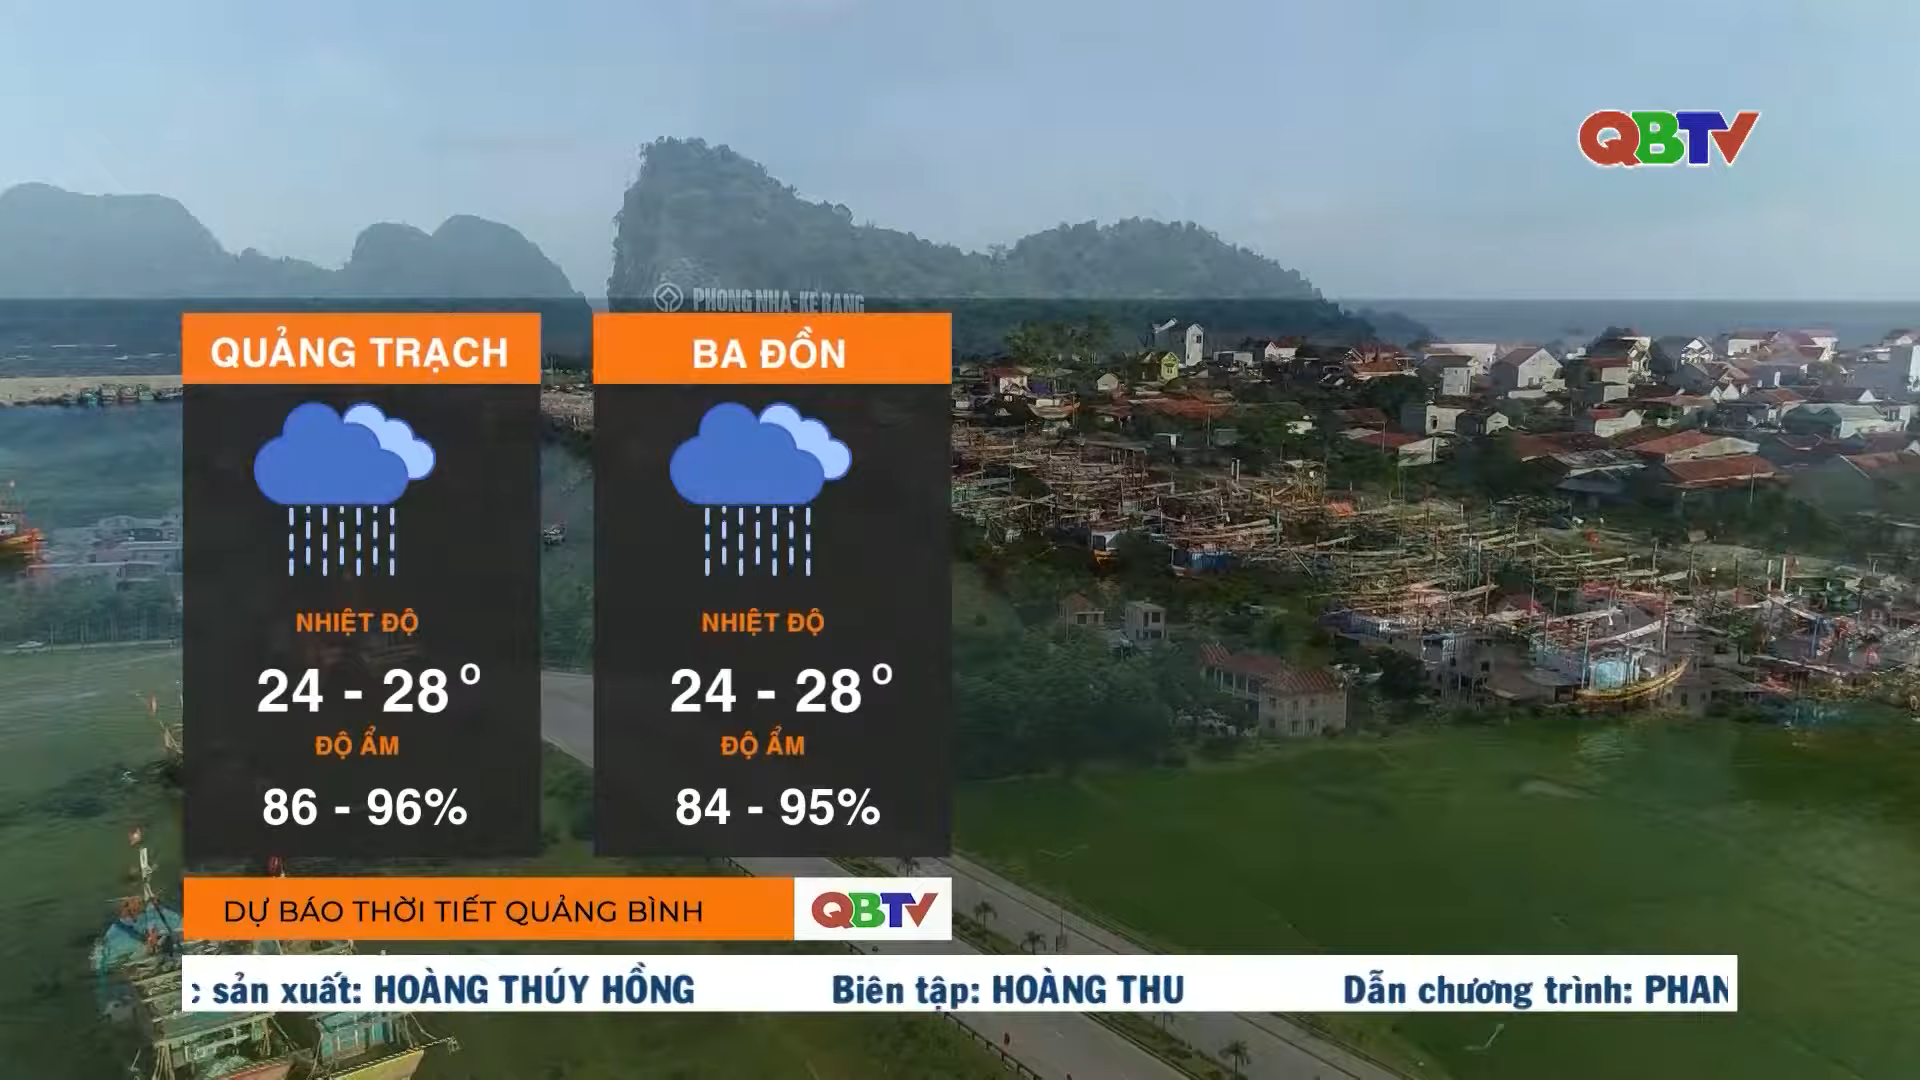 QBTV
PHONG NHA-KẺ BÀNG
QUẢNG TRẠCH
NHIỆT ĐỘ
24 - 28°
ĐỘ ẨM
86 - 96%
BA ĐỒN
NHIỆT ĐỘ
24 - 28°
ĐỘ ẨM
84 - 95%
DỰ BÁO THỜI TIẾT QUẢNG BÌNH
QBTV
sản xuất: HOÀNG THÚY HỒNG Biên tập: HOÀNG THU Dẫn chương trình: PHAN